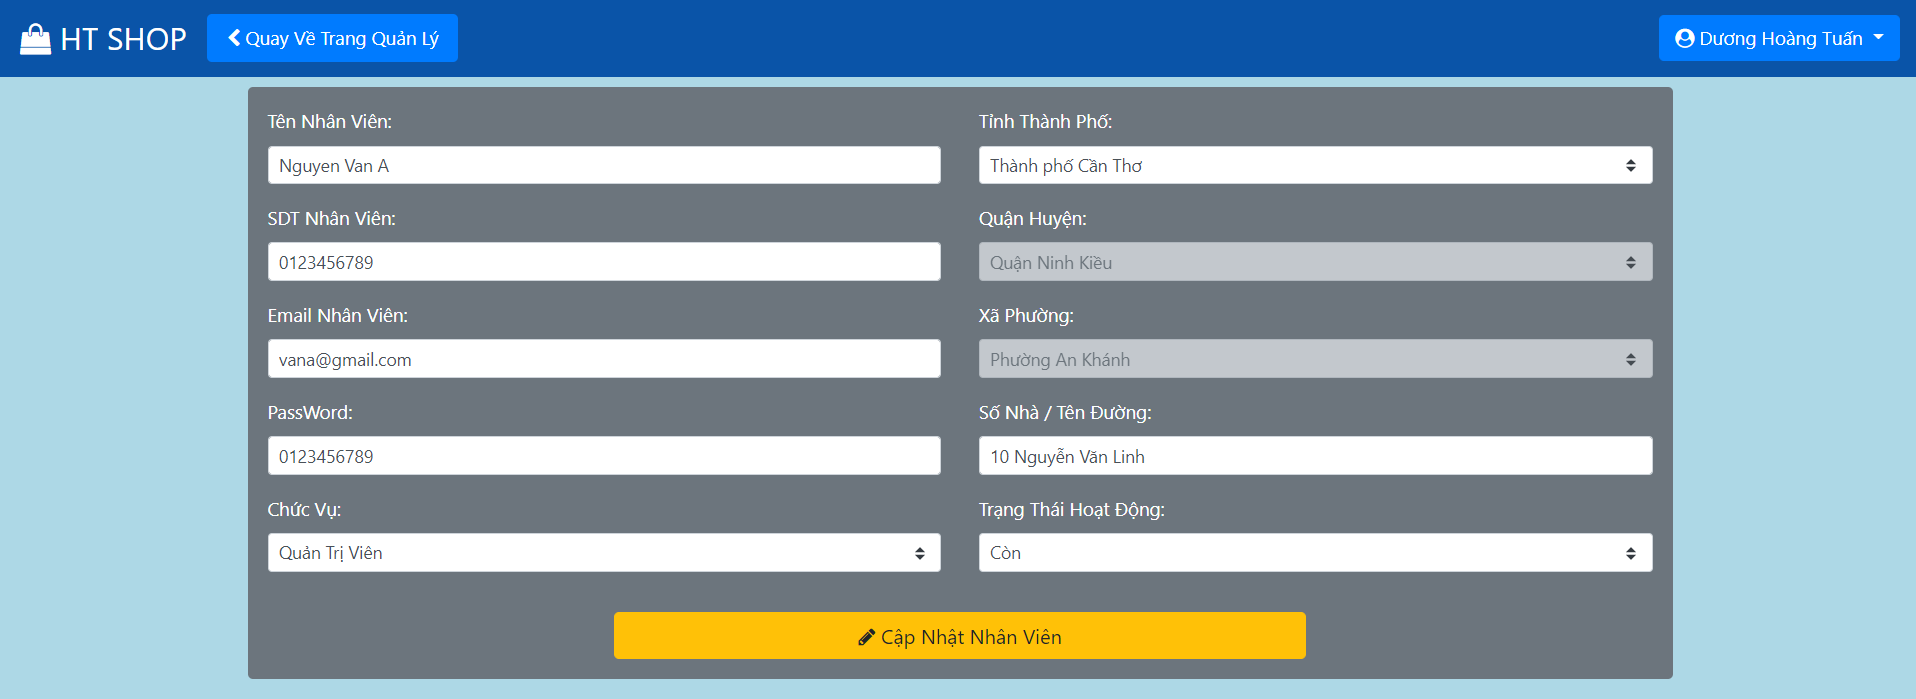 HT SHOP
Quay Về Trang Quản Lý
Dương Hoàng Tuấn
Tên Nhân Viên:
Nguyen Van A
SDT Nhân Viên:
0123456789
Email Nhân Viên:
vana@gmail.com
PassWord:
0123456789
Chức Vụ:
Quản Trị Viên
Tỉnh Thành Phố:
Thành phố Cần Thơ
Quận Huyện:
Quận Ninh Kiều
Xã Phường:
Phường An Khánh
Số Nhà / Tên Đường:
10 Nguyễn Văn Linh
Trạng Thái Hoạt Động:
Còn
Cập Nhật Nhân Viên